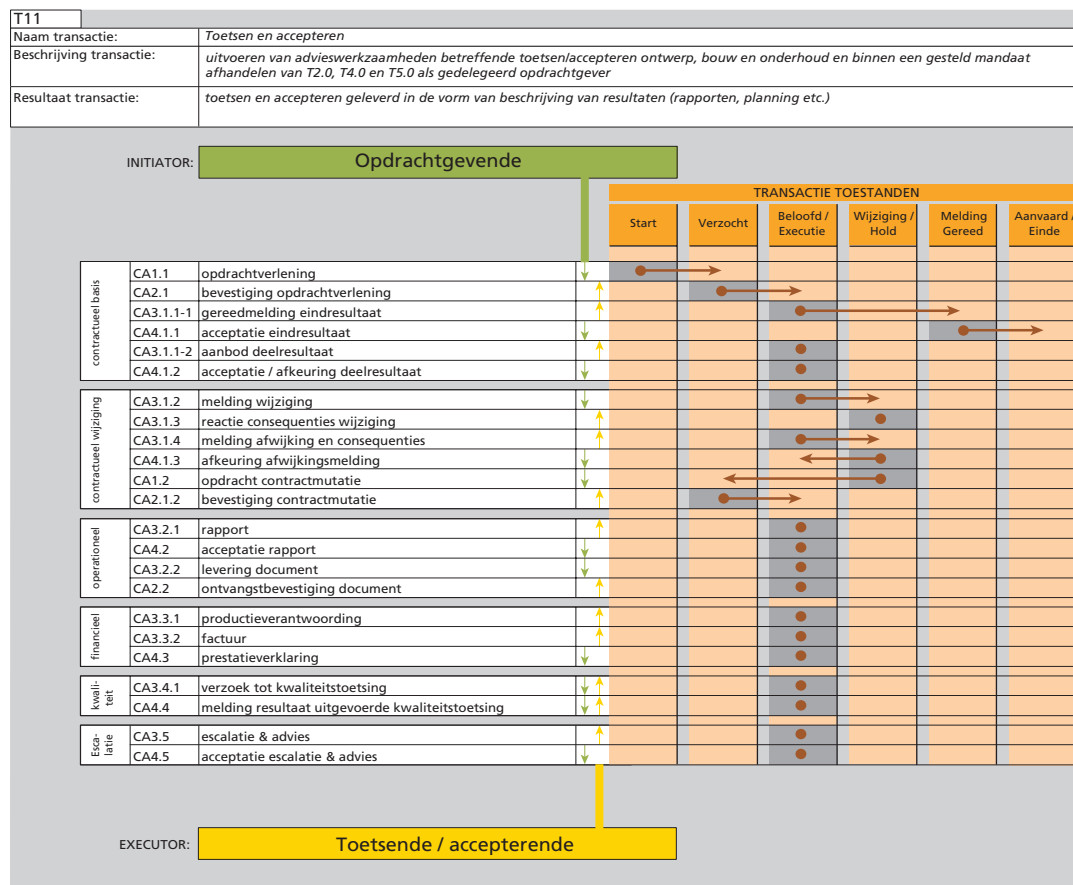 T11
Naam transactie: Toetsen en accepteren
Beschrijving transactie: uitvoeren van advieswerkzaamheden betreffende toetsen/accepteren ontwerp, bouw en onderhoud en binnen een gesteld mandaat
afhandelen van T2.0, T4.0 en T5.0 als gedelegeerd opdrachtgever
Resultaat transactie: toetsen en accepteren geleverd in de vorm van beschrijving van resultaten (rapporten, planning etc.)
INITIATOR: Opdrachtgevende
TRANSACTIE TOESTANDEN
Start
Verzocht
Beloofd /
Executie
Wijziging /
Hold
Melding
Gereed
Aanvaard /
Einde
contractueel basis
CA1.1 opdrachtverlening
CA2.1 bevestiging opdrachtverlening
CA3.1.1-1 gereedmelding eindresultaat
CA4.1.1 acceptatie eindresultaat
CA3.1.1-2 aanbod deelresultaat
CA4.1.2 acceptatie / afkeuring deelresultaat
contractueel wijziging
CA3.1.2 melding wijziging
CA3.1.3 reactie consequenties wijziging
CA3.1.4 melding afwijking en consequenties
CA4.1.3 afkeuring afwijkingsmelding
CA1.2 opdracht contractmutatie
CA2.1.2 bevestiging contractmutatie
operationeel
CA3.2.1 rapport
CA4.2 acceptatie rapport
CA3.2.2 levering document
CA2.2 ontvangstbevestiging document
financieel
CA3.3.1 productieverantwoording
CA3.3.2 factuur
CA4.3 prestatieverklaring
kwali-
teit
CA3.4.1 verzoek tot kwaliteitstoetsing
CA4.4 melding resultaat uitgevoerde kwaliteitstoetsing
Esca-
latie
CA3.5 escalatie & advies
CA4.5 acceptatie escalatie & advies
EXECUTOR: Toetsende / accepterende